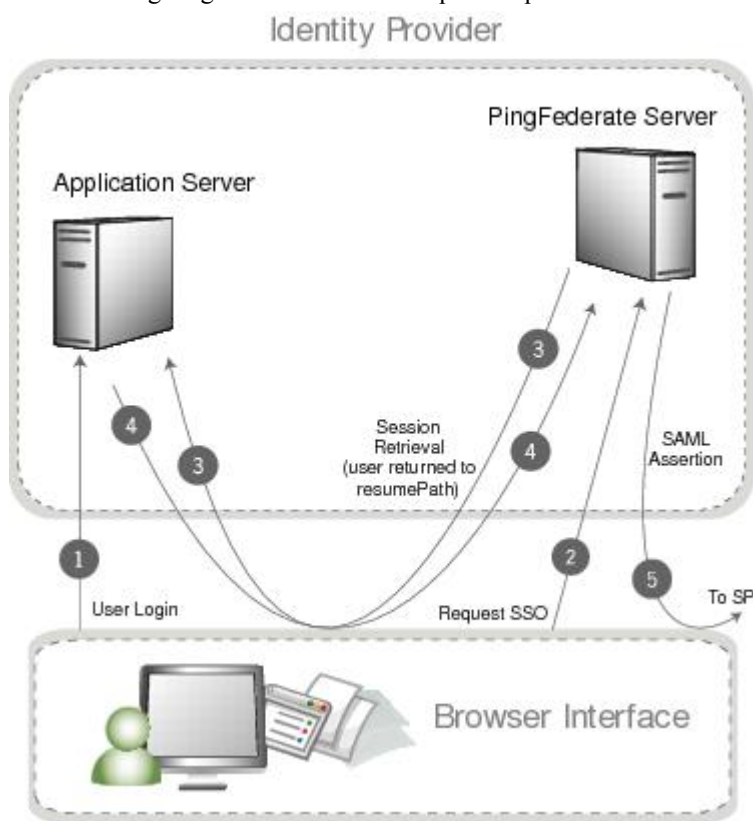 Identity Provider
PingFederate Server
Application Server
3
4
Session
Retrieval
(user returned to
resumePath)
4
3
SAML
Assertion
1
2
5
User Login
Request SSO
To SP
Browser Interface